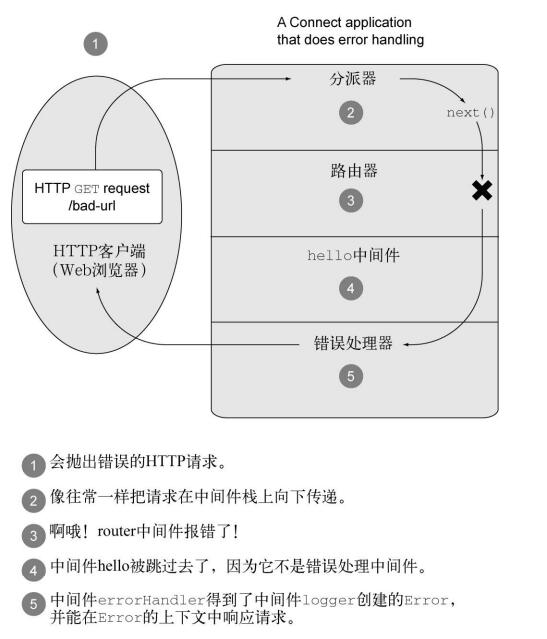 A Connect application
that does error handling
1
分派器
2
next()
HTTP GET request
/bad-url
路由器
3
HTTP客户端
(Web浏览器)
hello中间件
4
错误处理器
5
1 会抛出错误的HTTP请求。
2 像往常一样把请求在中间件栈上向下传递。
3 啊哦！router中间件报错了！
4 中间件hello被跳过去了，因为它不是错误处理中间件。
5 中间件errorHandler得到了中间件logger创建的Error，
并能在Error的上下文中响应请求。